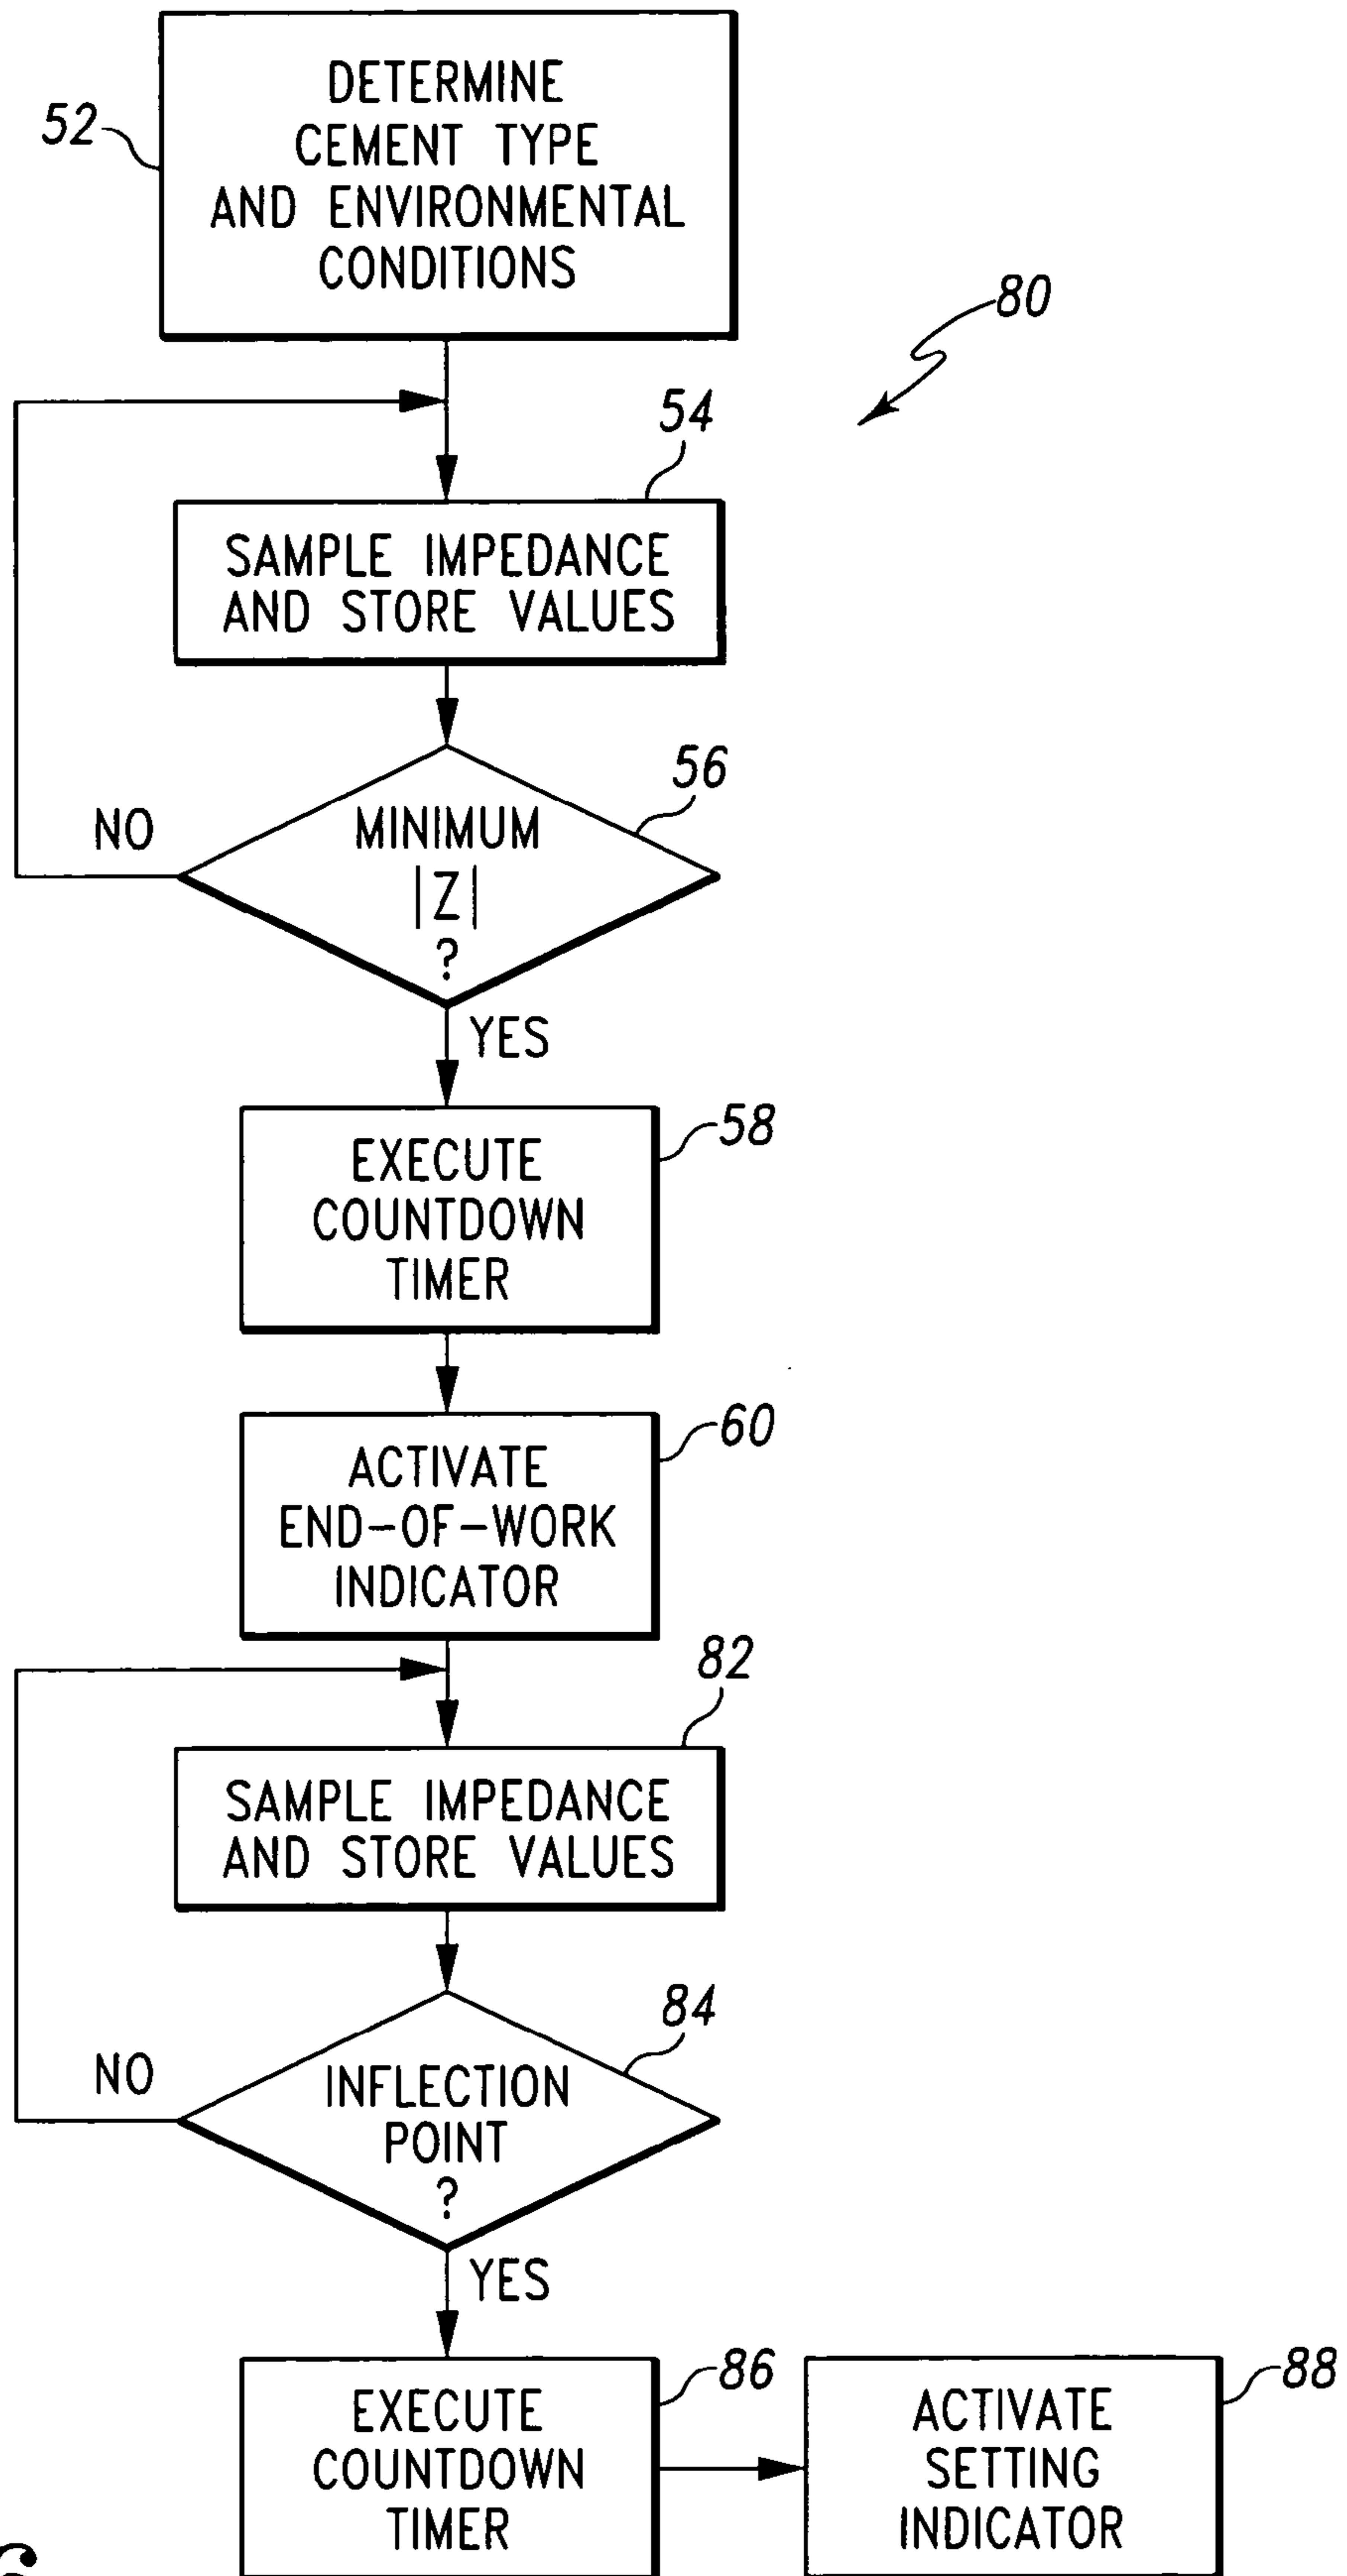 DETERMINE
CEMENT TYPE
AND ENVIRONMENTAL
CONDITIONS
52
80
54
SAMPLE IMPEDANCE
AND STORE VALUES
56
MINIMUM
|Z|
?
NO
YES
58
EXECUTE
COUNTDOWN
TIMER
60
ACTIVATE
END-OF-WORK
INDICATOR
82
SAMPLE IMPEDANCE
AND STORE VALUES
84
INFLECTION
POINT
?
NO
YES
86
EXECUTE
COUNTDOWN
TIMER
88
ACTIVATE
SETTING
INDICATOR